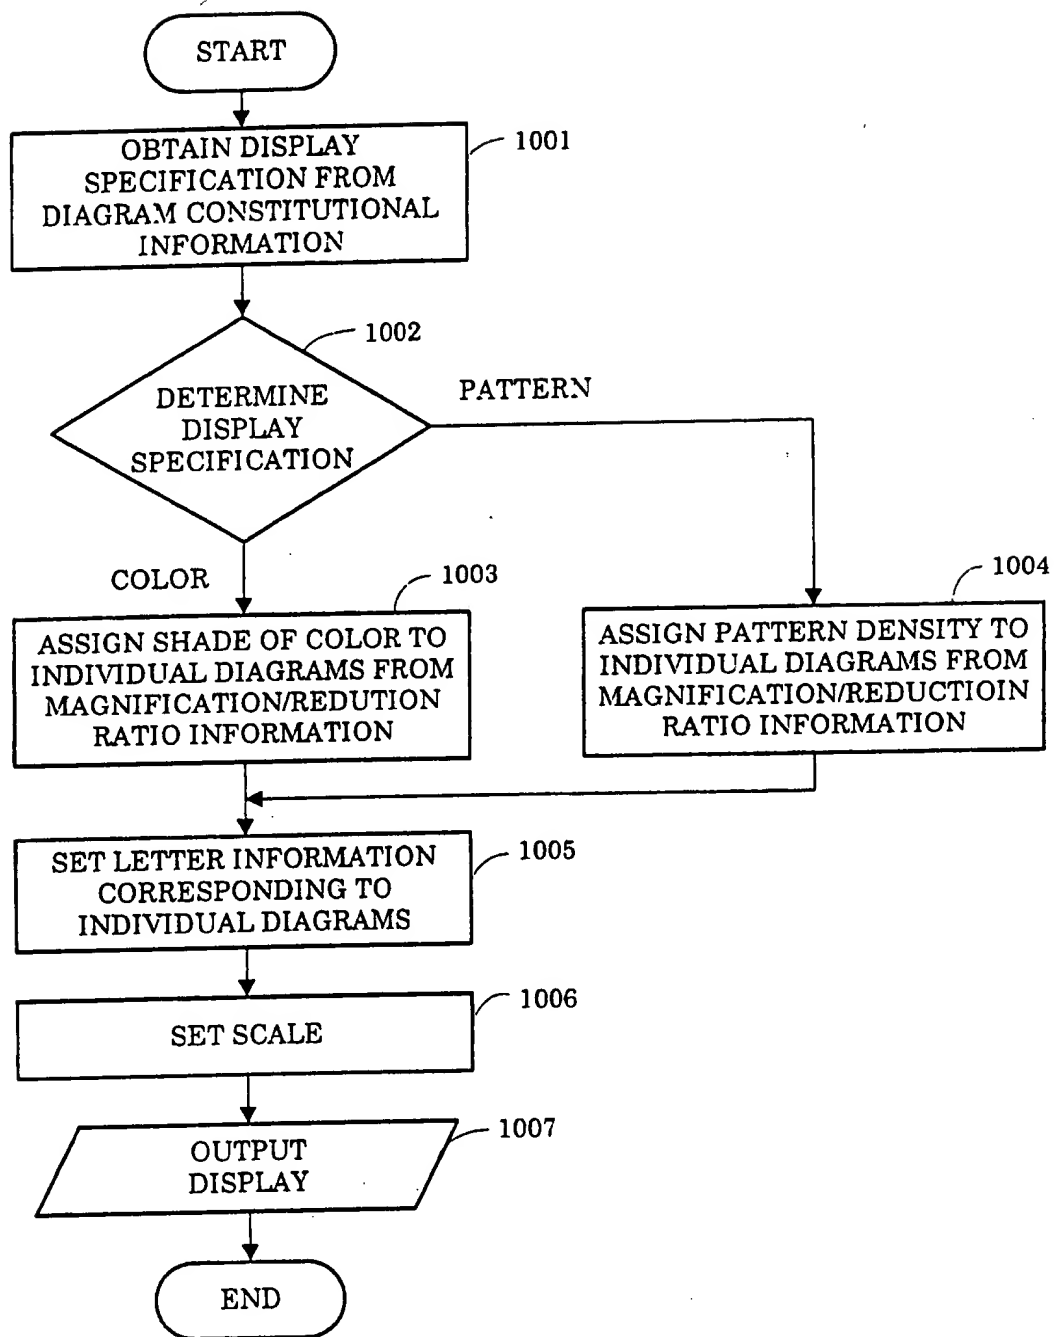 START
OBTAIN DISPLAY
SPECIFICATION FROM
DIAGRAM CONSTITUTIONAL
INFORMATION
1001
DETERMINE
DISPLAY
SPECIFICATION
1002
PATTERN
COLOR
ASSIGN SHADE OF COLOR TO
INDIVIDUAL DIAGRAMS FROM
MAGNIFICATION/REDUTION
RATIO INFORMATION
1003
ASSIGN PATTERN DENSITY TO
INDIVIDUAL DIAGRAMS FROM
MAGNIFICATION/REDUCTIOIN
RATIO INFORMATION
1004
SET LETTER INFORMATION
CORRESPONDING TO
INDIVIDUAL DIAGRAMS
1005
SET SCALE
1006
OUTPUT
DISPLAY
1007
END